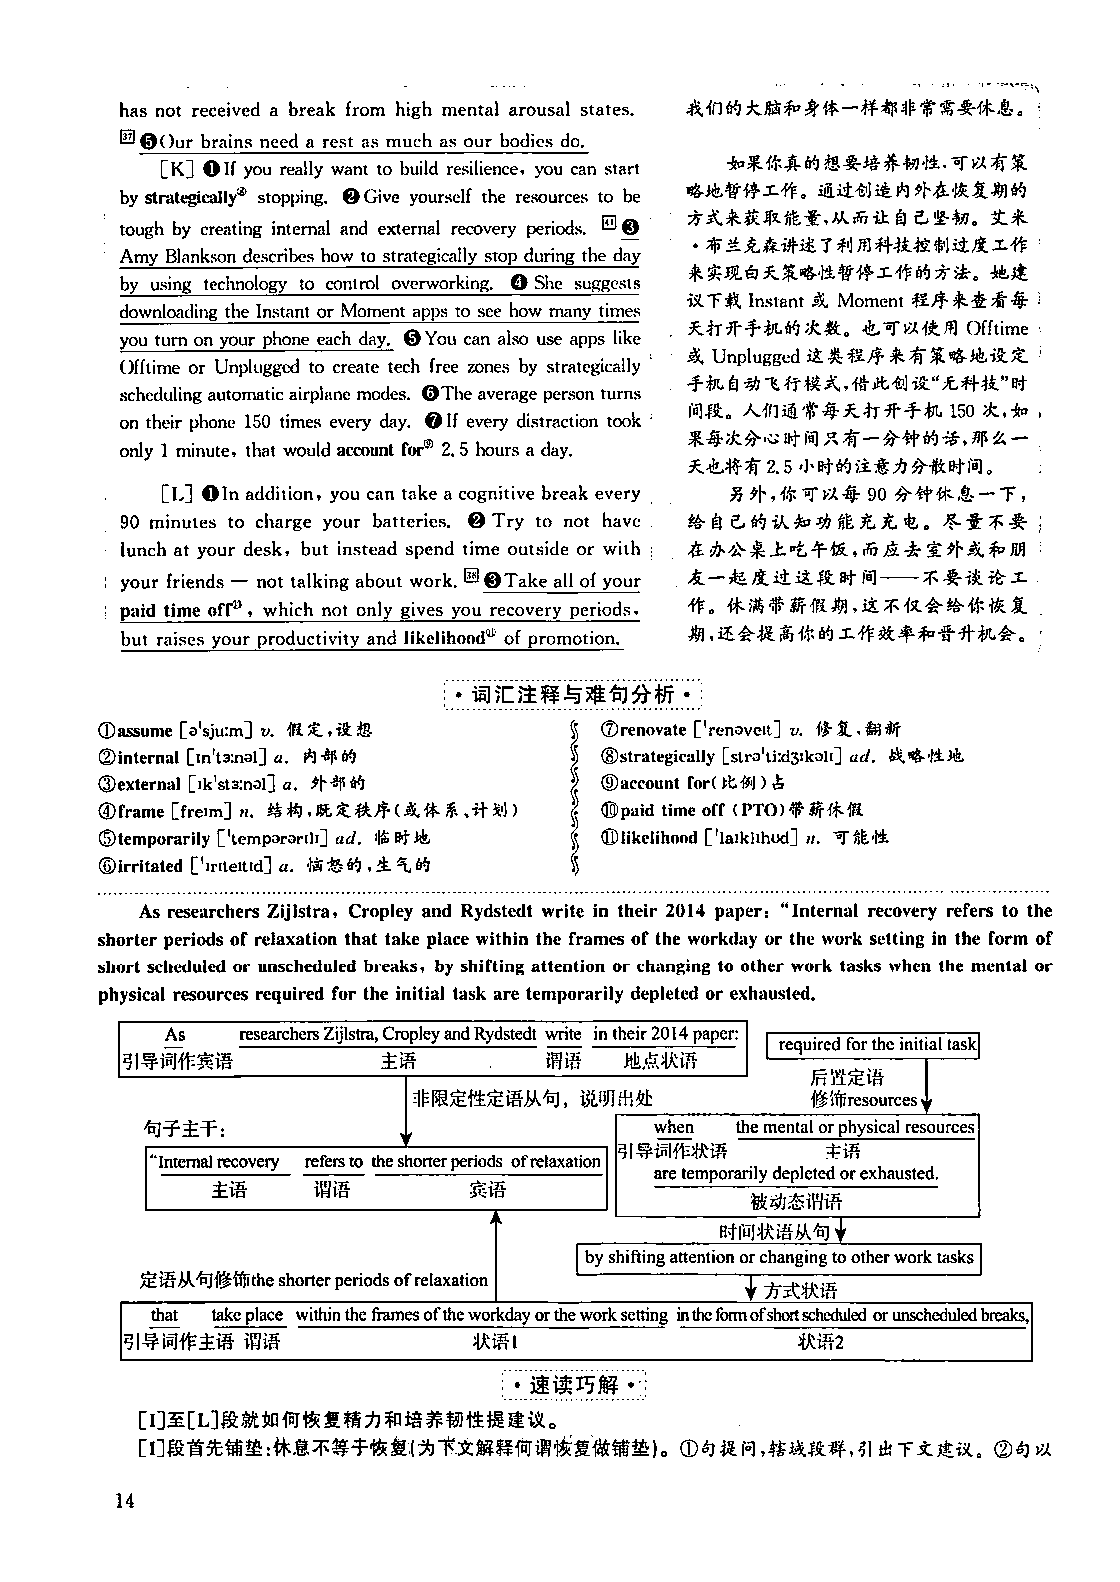 has not received a break from high mental arousal states.
37 ❺Our brains need a rest as much as our bodies do.
[K] ❶If you really want to build resilience, you can start
by strategically⑧ stopping. ❷Give yourself the resources to be
tough by creating internal and external recovery periods. 41 ❸
Amy Blankson describes how to strategically stop during the day
by using technology to control overworking. ❹She suggests
downloading the Instant or Moment apps to see how many times
you turn on your phone each day. ❺You can also use apps like
Offtime or Unplugged to create tech free zones by strategically
scheduling automatic airplane modes. ❻The average person turns
on their phone 150 times every day. ❼If every distraction took
only 1 minute, that would account for⑨ 2.5 hours a day.
[L] ❶In addition, you can take a cognitive break every
90 minutes to charge your batteries. ❷Try to not have
lunch at your desk, but instead spend time outside or with
your friends — not talking about work. 38 ❸Take all of your
paid time off⑩, which not only gives you recovery periods,
but raises your productivity and likelihood⑪ of promotion.
我们的大脑和身体一样都非常需要休息。
如果你真的想要培养韧性,可以有策
略地暂停工作。通过创造内外在恢复期的
方式来获取能量,从而让自己坚韧。艾米
·布兰克森讲述了利用科技控制过度工作
来实现白天策略性暂停工作的方法。她建
议下载 Instant 或 Moment 程序来查看每
天打开手机的次数。也可以使用 Offtime
或 Unplugged 这类程序来有策略地设定
手机自动飞行模式,借此创设“无科技”时
间段。人们通常每天打开手机 150 次,如
果每次分心时间只有一分钟的话,那么一
天也将有 2.5 小时的注意力分散时间。
另外,你可以每 90 分钟休息一下,
给自己的认知功能充充电。尽量不要
在办公桌上吃午饭,而应去室外或和朋
友一起度过这段时间——不要谈论工
作。休满带薪假期,这不仅会给你恢复
期,还会提高你的工作效率和晋升机会。
·词汇注释与难句分析·
①assume [ə'sju:m] v. 假定,设想
②internal [ɪn'tɜ:nəl] a. 内部的
③external [ɪk'stɜ:nəl] a. 外部的
④frame [freɪm] n. 结构,既定秩序(或体系、计划)
⑤temporarily ['tempərərɪlɪ] ad. 临时地
⑥irritated ['ɪrɪteɪtɪd] a. 恼怒的,生气的
⑦renovate ['renəveɪt] v. 修复,翻新
⑧strategically [strə'ti:dʒɪkəlɪ] ad. 战略性地
⑨account for(比例)占
⑩paid time off (PTO)带薪休假
⑪likelihood ['laɪklɪhʊd] n. 可能性
As researchers Zijlstra, Cropley and Rydstedt write in their 2014 paper: “Internal recovery refers to the
shorter periods of relaxation that take place within the frames of the workday or the work setting in the form of
short scheduled or unscheduled breaks, by shifting attention or changing to other work tasks when the mental or
physical resources required for the initial task are temporarily depleted or exhausted.
As researchers Zijlstra, Cropley and Rydstedt write in their 2014 paper:
引导词作宾语 主语 谓语 地点状语
required for the initial task
后置定语
修饰resources
非限定性定语从句，说明出处
when the mental or physical resources
引导词作状语 主语
are temporarily depleted or exhausted.
被动态谓语
句子主干:
“Internal recovery refers to the shorter periods of relaxation
主语 谓语 宾语
时间状语从句
by shifting attention or changing to other work tasks
定语从句修饰the shorter periods of relaxation
方式状语
that take place within the frames of the workday or the work setting in the form of short scheduled or unscheduled breaks,
引导词作主语 谓语 状语1 状语2
·速读巧解·
[I]至[L]段就如何恢复精力和培养韧性提建议。
[I]段首先铺垫:休息不等于恢复(为下文解释何谓恢复做铺垫)。①句提问,辖域段群,引出下文建议。②句以
14